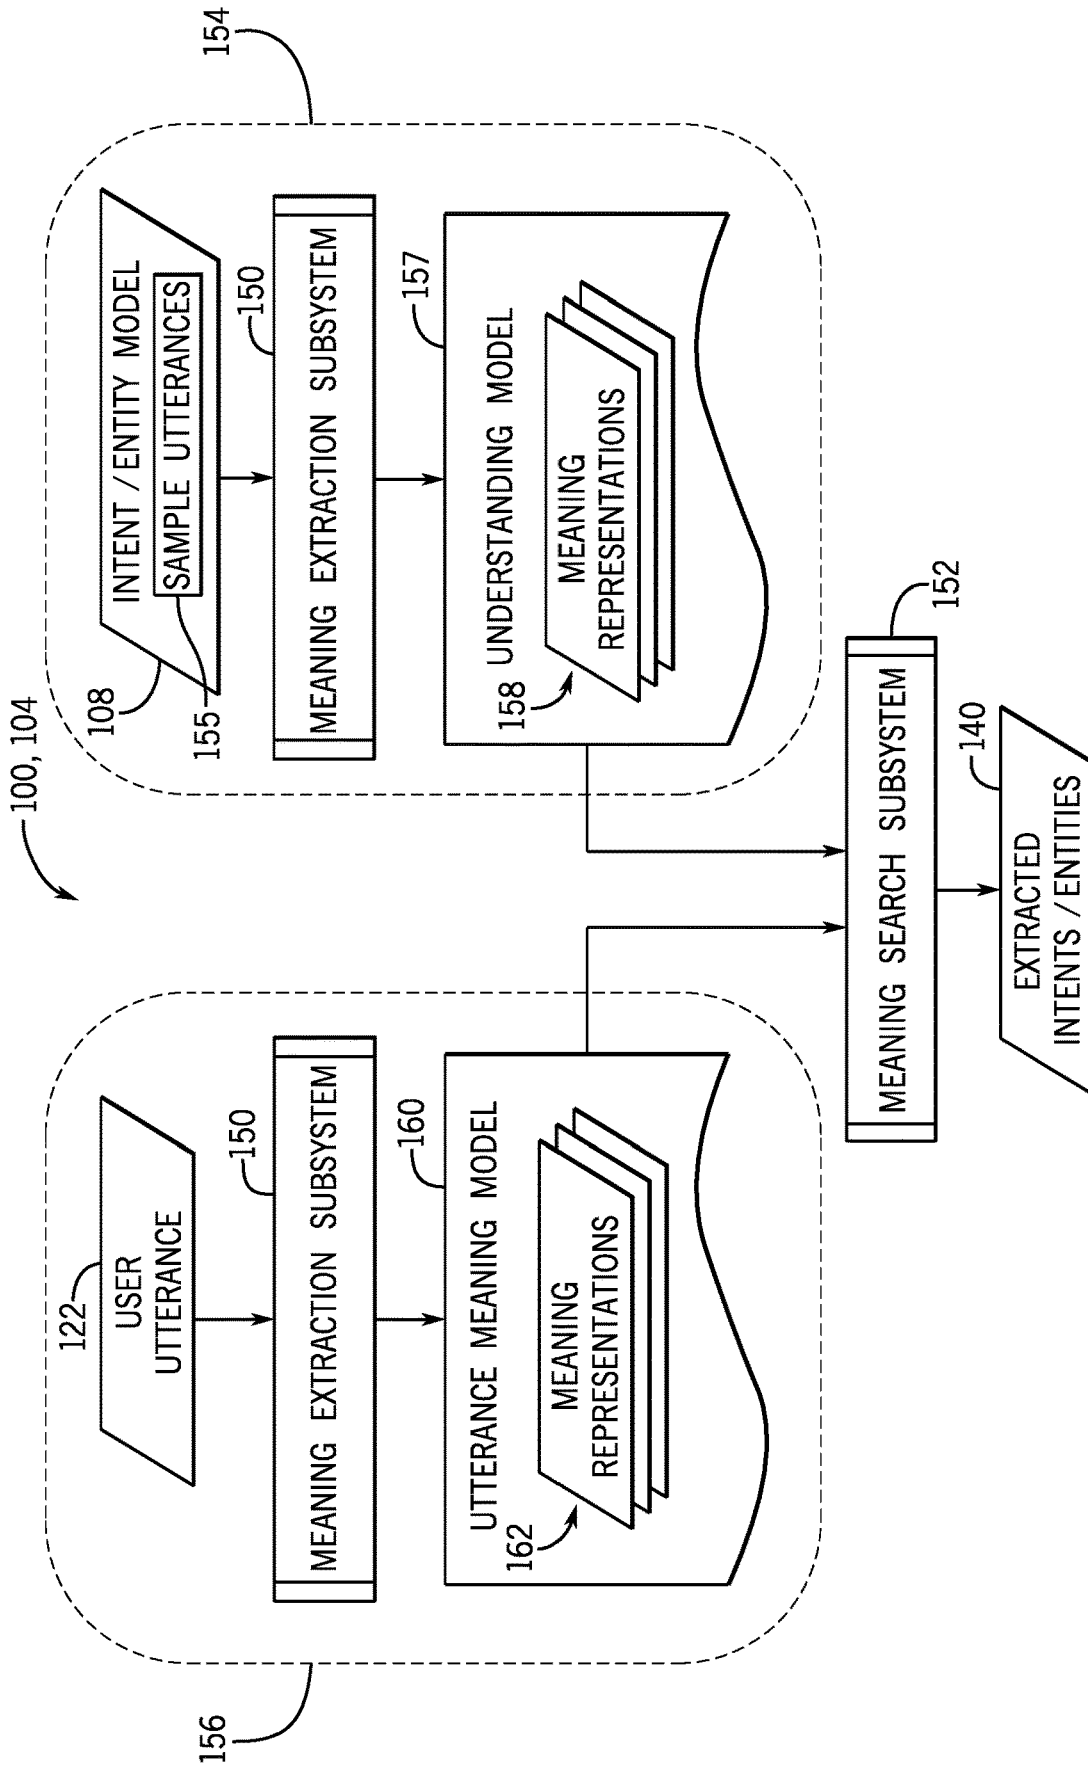 100, 104
122
USER
UTTERANCE
150
MEANING EXTRACTION SUBSYSTEM
160
UTTERANCE MEANING MODEL
MEANING
REPRESENTATIONS
162
156
108
INTENT / ENTITY MODEL
SAMPLE UTTERANCES
155
154
150
MEANING EXTRACTION SUBSYSTEM
157
UNDERSTANDING MODEL
MEANING
REPRESENTATIONS
158
152
MEANING SEARCH SUBSYSTEM
140
EXTRACTED
INTENTS / ENTITIES